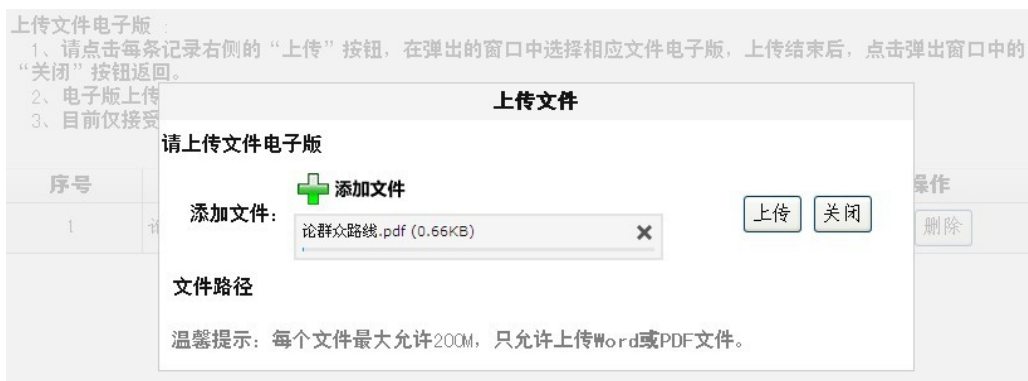 上传文件电子版：
1、请点击每条记录右侧的“上传”按钮，在弹出的窗口中选择相应文件电子版，上传结束后，点击弹出窗口中的
“关闭”按钮返回。
2、电子版上传
3、目前仅接受
上传文件
请上传文件电子版
添加文件
添加文件：
论群众路线.pdf (0.66KB)
上传 关闭
文件路径
温馨提示：每个文件最大允许200M，只允许上传Word或PDF文件。
序号 操作
1 论 删除